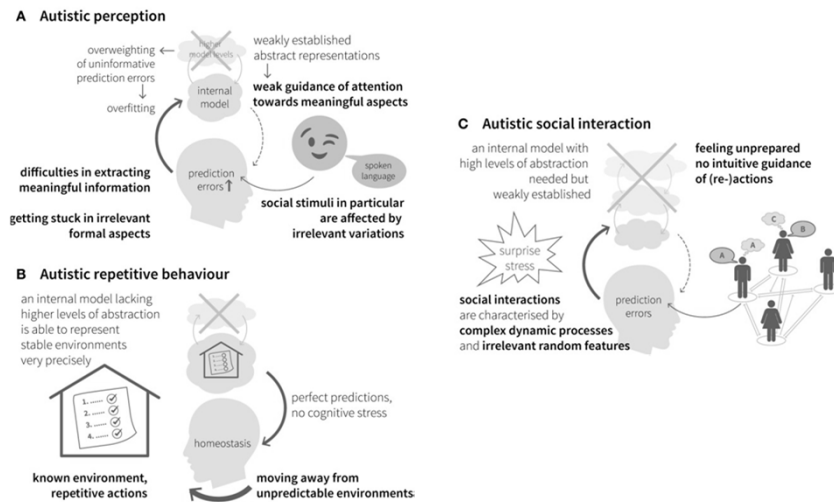 A Autistic perception
overweighting
of uninformative
prediction errors
overfitting
higher
model levels
weakly established
abstract representations
internal
model
weak guidance of attention
towards meaningful aspects
spoken
language
prediction
errors
difficulties in extracting
meaningful information
getting stuck in irrelevant
formal aspects
social stimuli in particular
are affected by
irrelevant variations
B Autistic repetitive behaviour
an internal model lacking
higher levels of abstraction
is able to represent
stable environments
very precisely
1. ......
2. ......
3. ......
4. ......
perfect predictions,
no cognitive stress
homeostasis
known environment,
repetitive actions
moving away from
unpredictable environments
C Autistic social interaction
an internal model with
high levels of abstraction
needed but
weakly established
feeling unprepared
no intuitive guidance
of (re-)actions
surprise
stress
C
A
B
A
prediction
errors
social interactions
are characterised by
complex dynamic processes
and irrelevant random features